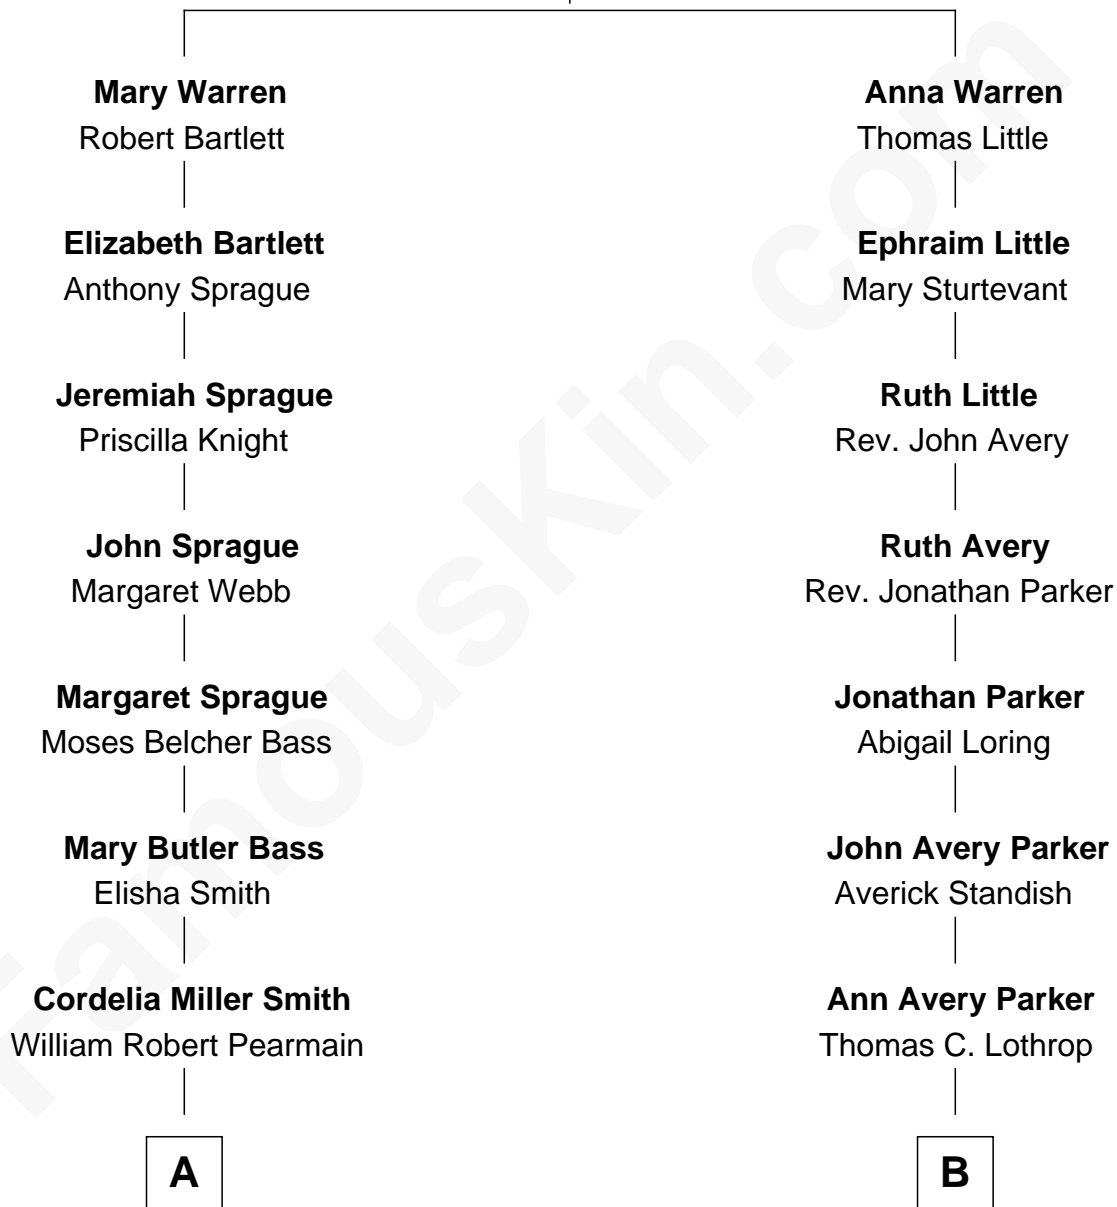 Mary Warren
Robert Bartlett
Anna Warren
Thomas Little
Elizabeth Bartlett
Anthony Sprague
Ephraim Little
Mary Sturtevant
Jeremiah Sprague
Priscilla Knight
Ruth Little
Rev. John Avery
John Sprague
Margaret Webb
Ruth Avery
Rev. Jonathan Parker
Margaret Sprague
Moses Belcher Bass
Jonathan Parker
Abigail Loring
Mary Butler Bass
Elisha Smith
John Avery Parker
Averick Standish
Cordelia Miller Smith
William Robert Pearmain
Ann Avery Parker
Thomas C. Lothrop
A
B
FamousKin.com